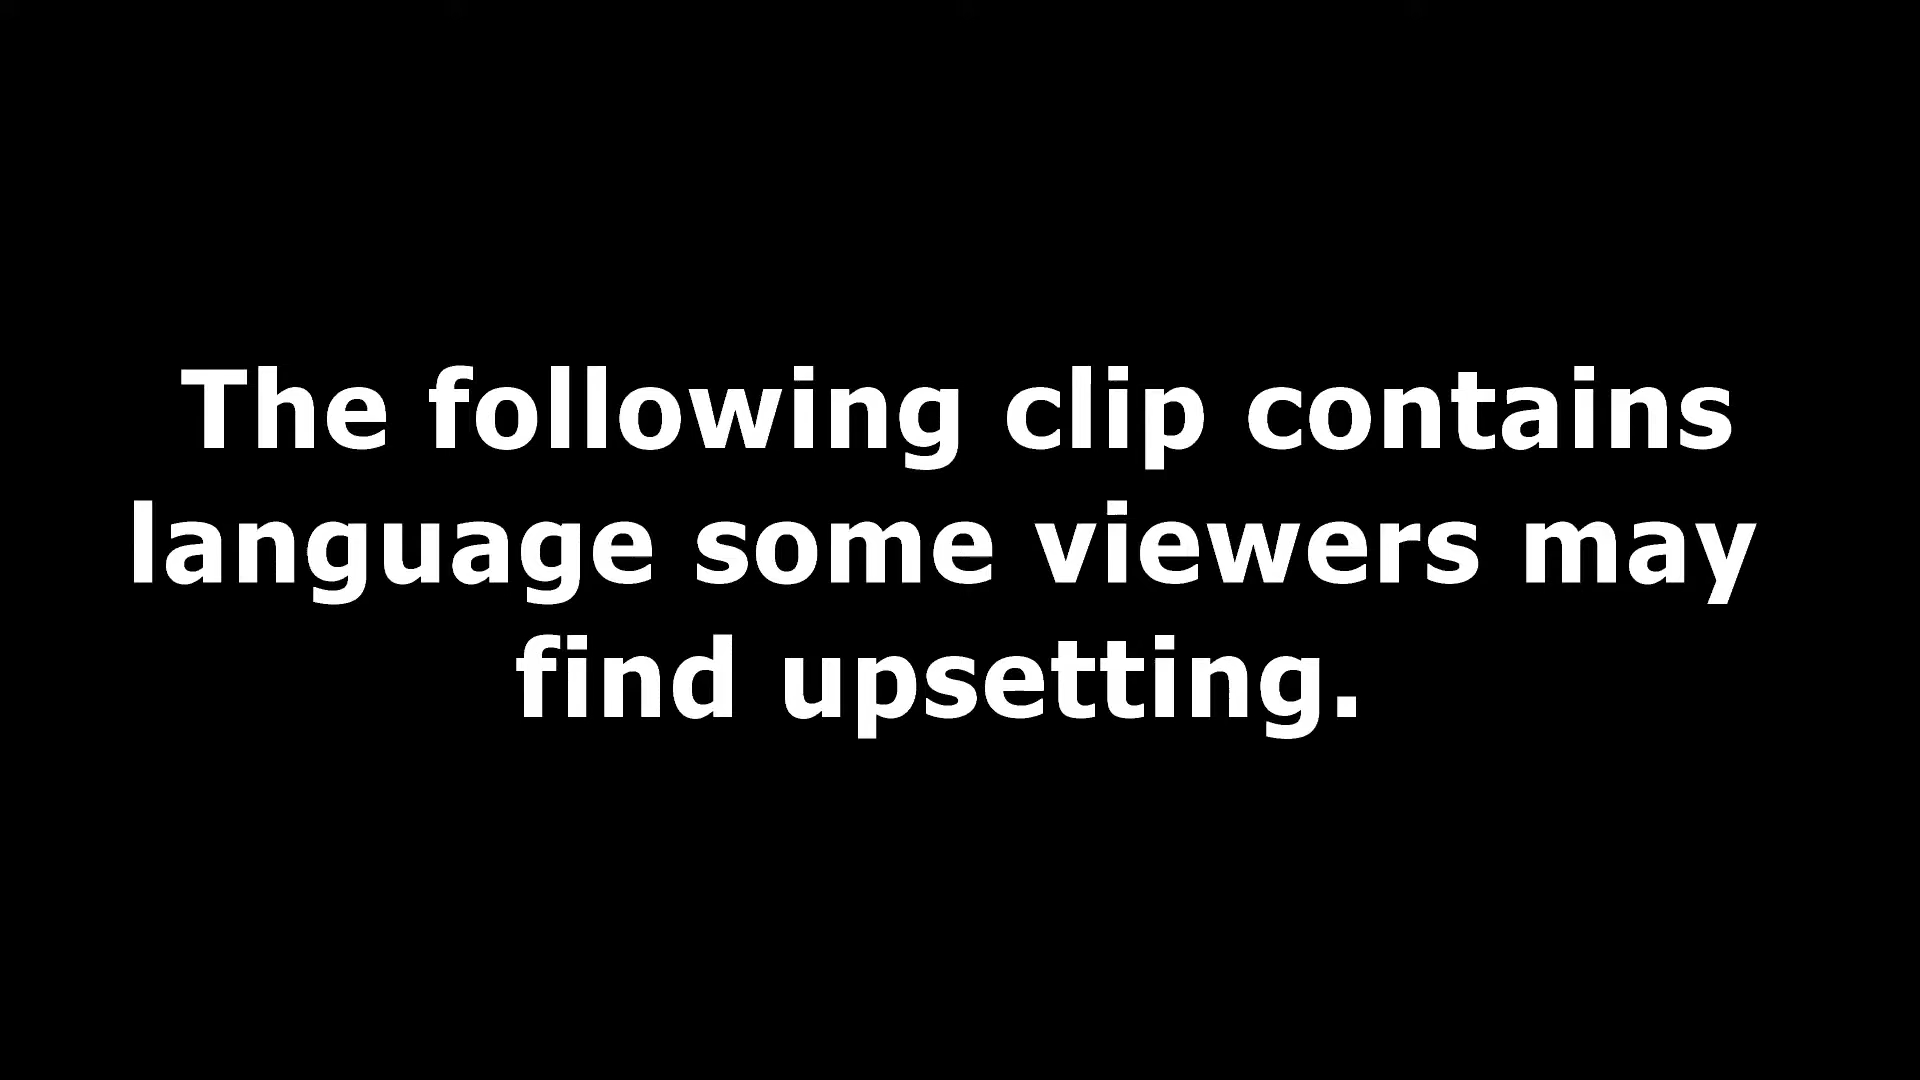 The following clip contains
language some viewers may
find upsetting.